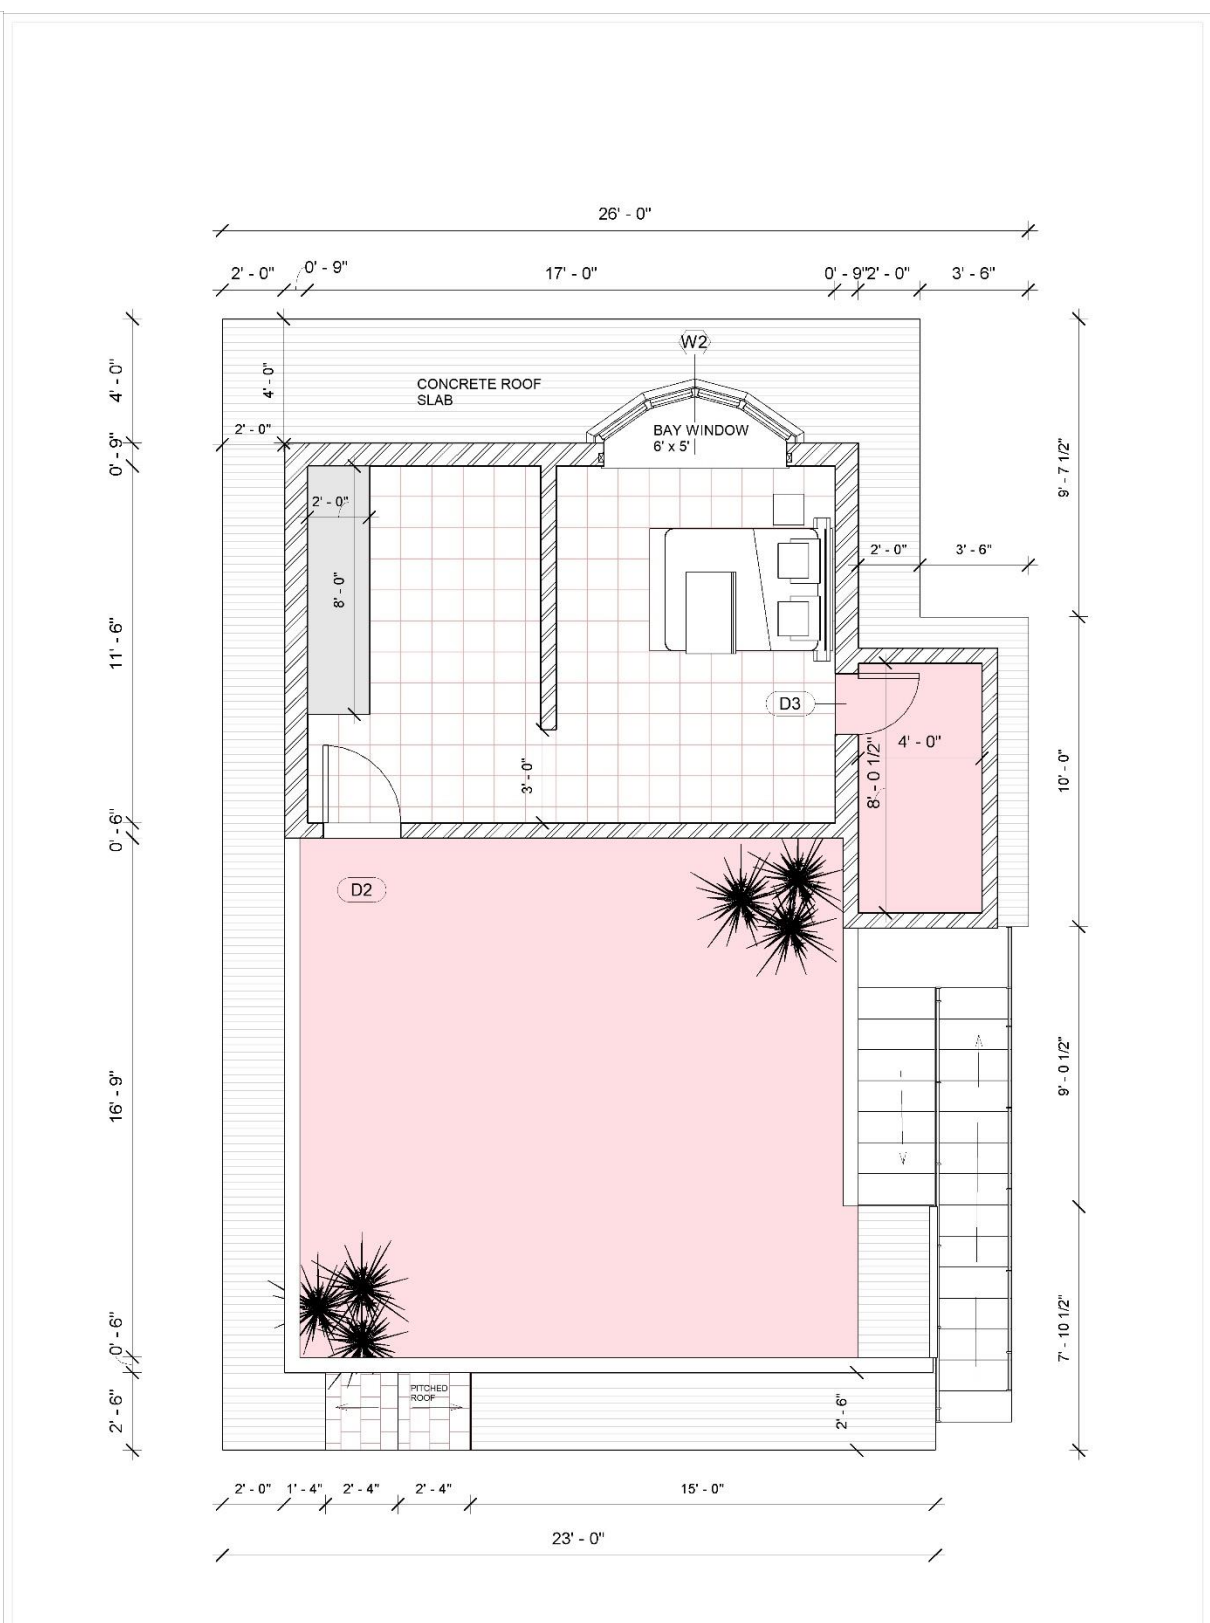 26' - 0"
2' - 0"
0' - 9"
17' - 0"
0' - 9"
2' - 0"
3' - 6"
W2
4' - 0"
4' - 0"
CONCRETE ROOF
SLAB
BAY WINDOW
6' x 5'
2' - 0"
0' - 9"
9' - 7 1/2"
2' - 0"
2' - 0"
3' - 6"
8' - 0"
11' - 6"
D3
4' - 0"
8' - 0 1/2"
3' - 0"
10' - 0"
0' - 6"
D2
16' - 9"
9' - 0 1/2"
0' - 6"
7' - 10 1/2"
PITCHED
ROOF
2' - 6"
2' - 6"
2' - 0"
1' - 4"
2' - 4"
2' - 4"
15' - 0"
23' - 0"